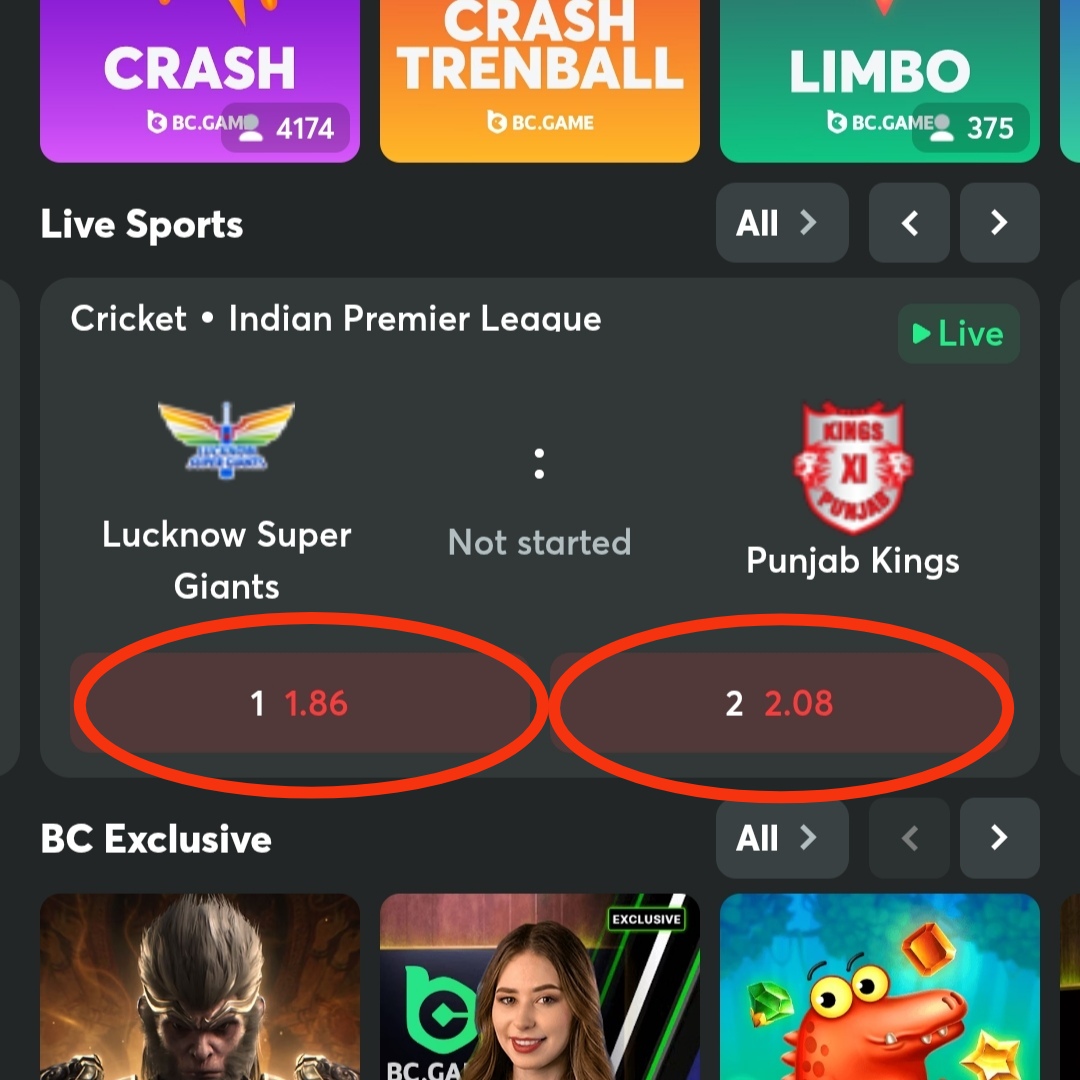 CRASH
BC.GAME 4174
CRASH
TRENBALL
BC.GAME
LIMBO
BC.GAME 375
Live Sports
All
Cricket • Indian Premier League
Live
KINGS
XI
PUNJAB
LUCKNOW
SUPER GIANTS
:
Lucknow Super
Giants
Not started
Punjab Kings
1 1.86
2 2.08
BC Exclusive
All
EXCLUSIVE
BC.GA